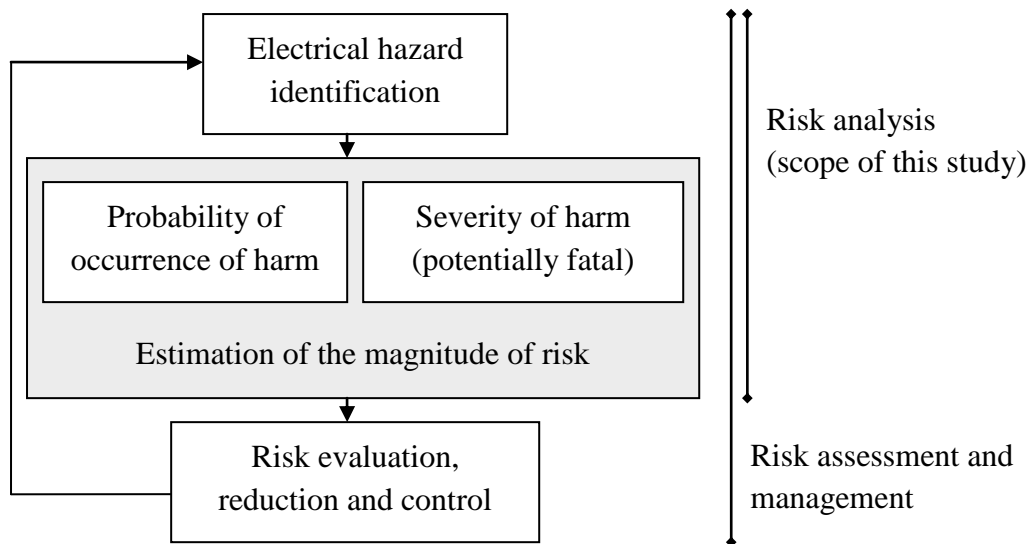 Electrical hazard
identification
Risk analysis
(scope of this study)
Probability of
occurrence of harm
Severity of harm
(potentially fatal)
Estimation of the magnitude of risk
Risk evaluation,
reduction and control
Risk assessment and
management